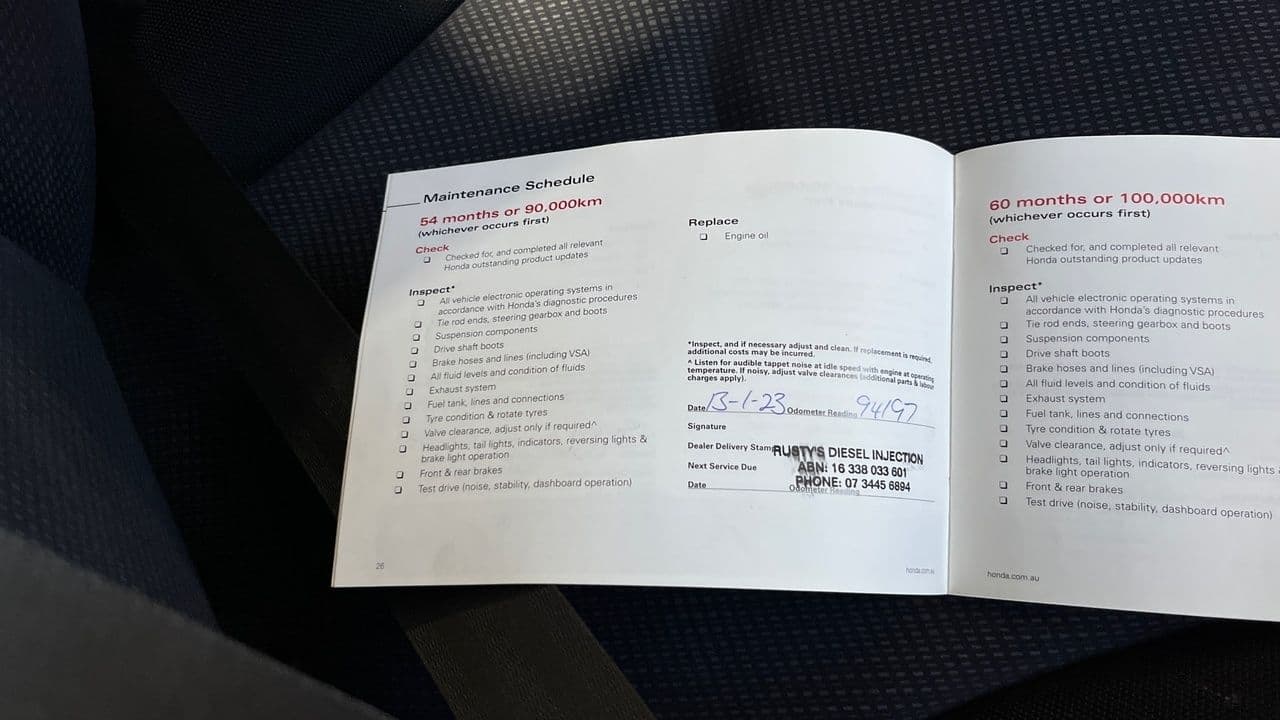 Maintenance Schedule
54 months or 90,000km
(whichever occurs first)
Check
❏ Checked for, and completed all relevant
Honda outstanding product updates
Inspect*
❏ All vehicle electronic operating systems in
accordance with Honda's diagnostic procedures
❏ Tie rod ends, steering gearbox and boots
❏ Suspension components
❏ Drive shaft boots
❏ Brake hoses and lines (including VSA)
❏ All fluid levels and condition of fluids
❏ Exhaust system
❏ Fuel tank, lines and connections
❏ Tyre condition & rotate tyres
❏ Valve clearance, adjust only if required^
❏ Headlights, tail lights, indicators, reversing lights &
brake light operation
❏ Front & rear brakes
❏ Test drive (noise, stability, dashboard operation)
26
Replace
❏ Engine oil
*Inspect, and if necessary adjust and clean. If replacement is required,
additional costs may be incurred.
^ Listen for audible tappet noise at idle speed with engine at operating
temperature. If noisy, adjust valve clearances (additional parts & labour
charges apply).
Date 13-1-23 Odometer Reading 94197
Signature
Dealer Delivery Stamp
RUSTY'S DIESEL INJECTION
ABN: 16 338 033 601
PHONE: 07 3445 6894
Next Service Due
Date Odometer Reading
honda.com.au
60 months or 100,000km
(whichever occurs first)
Check
❏ Checked for, and completed all relevant
Honda outstanding product updates
Inspect*
❏ All vehicle electronic operating systems in
accordance with Honda's diagnostic procedures
❏ Tie rod ends, steering gearbox and boots
❏ Suspension components
❏ Drive shaft boots
❏ Brake hoses and lines (including VSA)
❏ All fluid levels and condition of fluids
❏ Exhaust system
❏ Fuel tank, lines and connections
❏ Tyre condition & rotate tyres
❏ Valve clearance, adjust only if required^
❏ Headlights, tail lights, indicators, reversing lights
brake light operation
❏ Front & rear brakes
❏ Test drive (noise, stability, dashboard operation)
honda.com.au